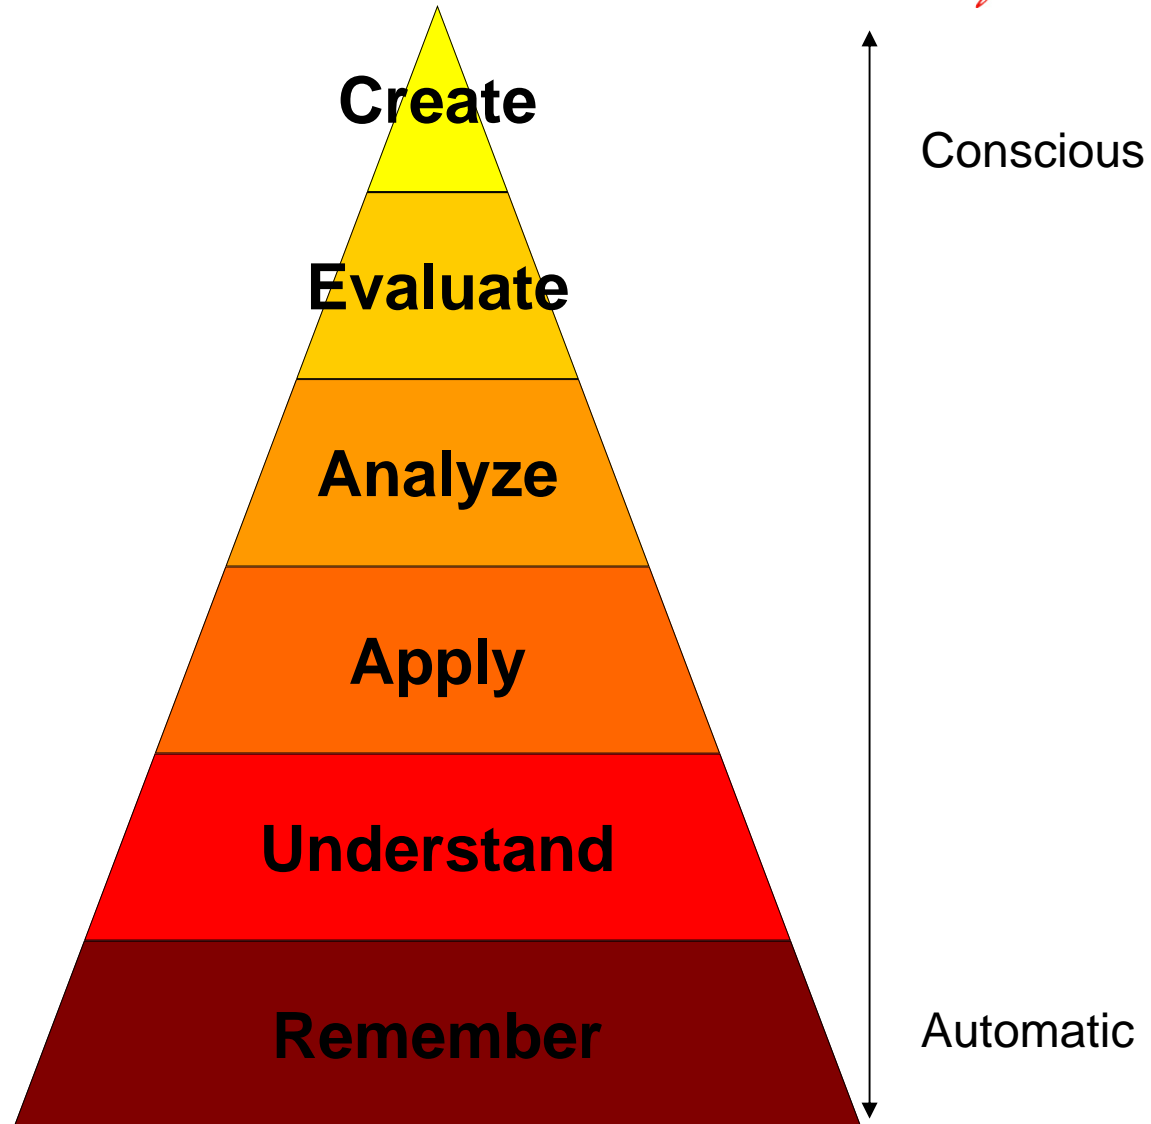 Create
Conscious
Evaluate
Analyze
Apply
Understand
Remember
Automatic